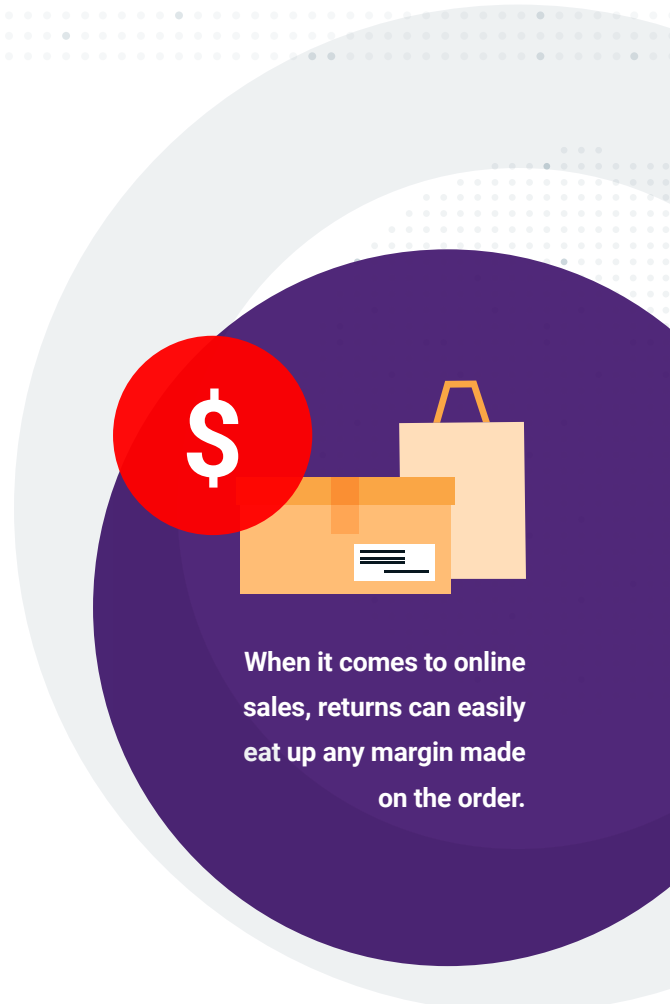 $
When it comes to online
sales, returns can easily
eat up any margin made
on the order.